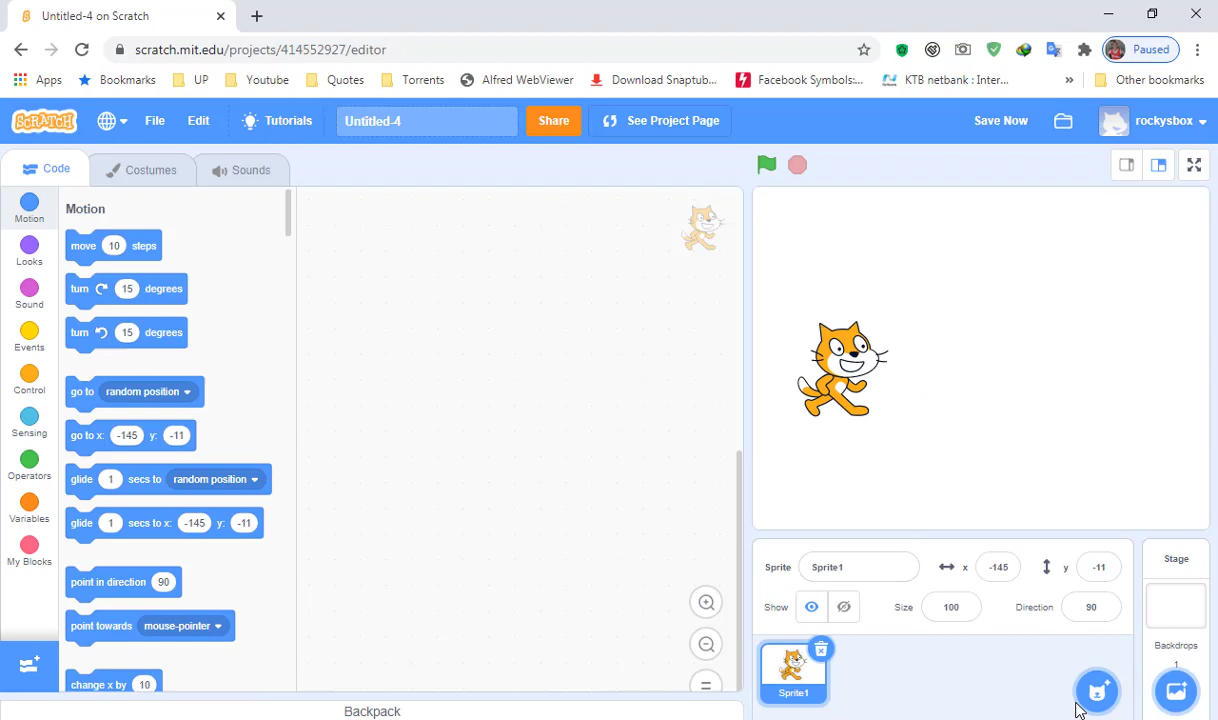 Untitled-4 on Scratch
scratch.mit.edu/projects/414552927/editor
Paused
Apps Bookmarks UP Youtube Quotes Torrents Alfred WebViewer Download Snaptub... Facebook Symbols:... KTB netbank : Inter... » Other bookmarks
SCRATCH File Edit Tutorials Untitled-4 Share See Project Page Save Now rockysbox
Code Costumes Sounds
Motion
Looks
Sound
Events
Control
Sensing
Operators
Variables
My Blocks
Motion
move 10 steps
turn 15 degrees
turn 15 degrees
go to random position
go to x: -145 y: -11
glide 1 secs to random position
glide 1 secs to x: -145 y: -11
point in direction 90
point towards mouse-pointer
change x by 10
Backpack
Sprite Sprite1 x -145 y -11
Show Size 100 Direction 90
Sprite1
Stage
Backdrops
1